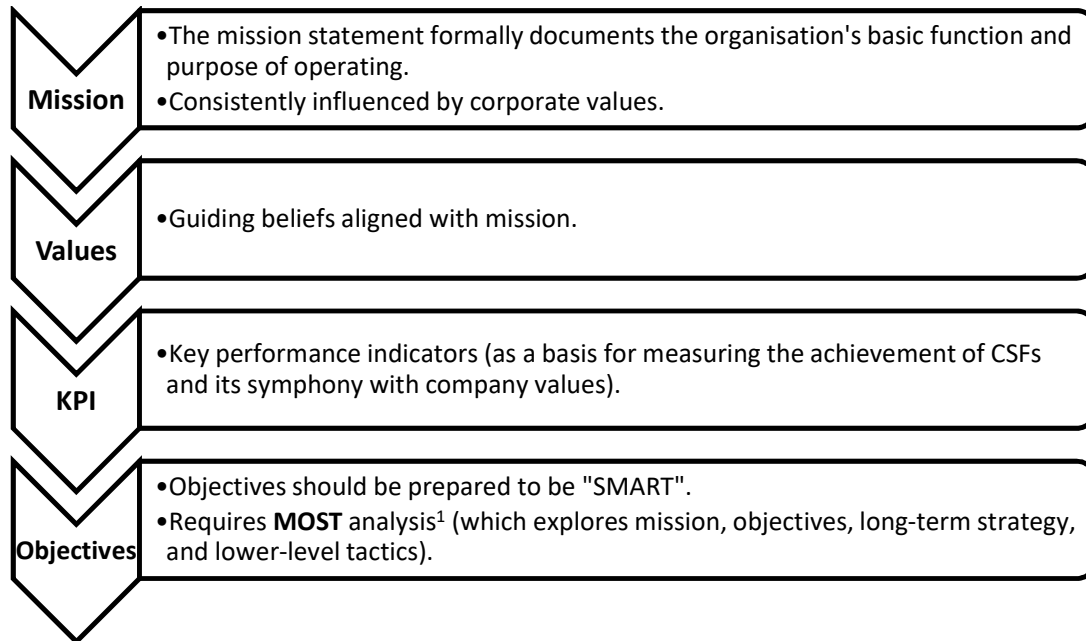 Mission
•The mission statement formally documents the organisation's basic function and
purpose of operating.
•Consistently influenced by corporate values.
Values
•Guiding beliefs aligned with mission.
KPI
•Key performance indicators (as a basis for measuring the achievement of CSFs
and its symphony with company values).
Objectives
•Objectives should be prepared to be "SMART".
•Requires MOST analysis¹ (which explores mission, objectives, long-term strategy,
and lower-level tactics).